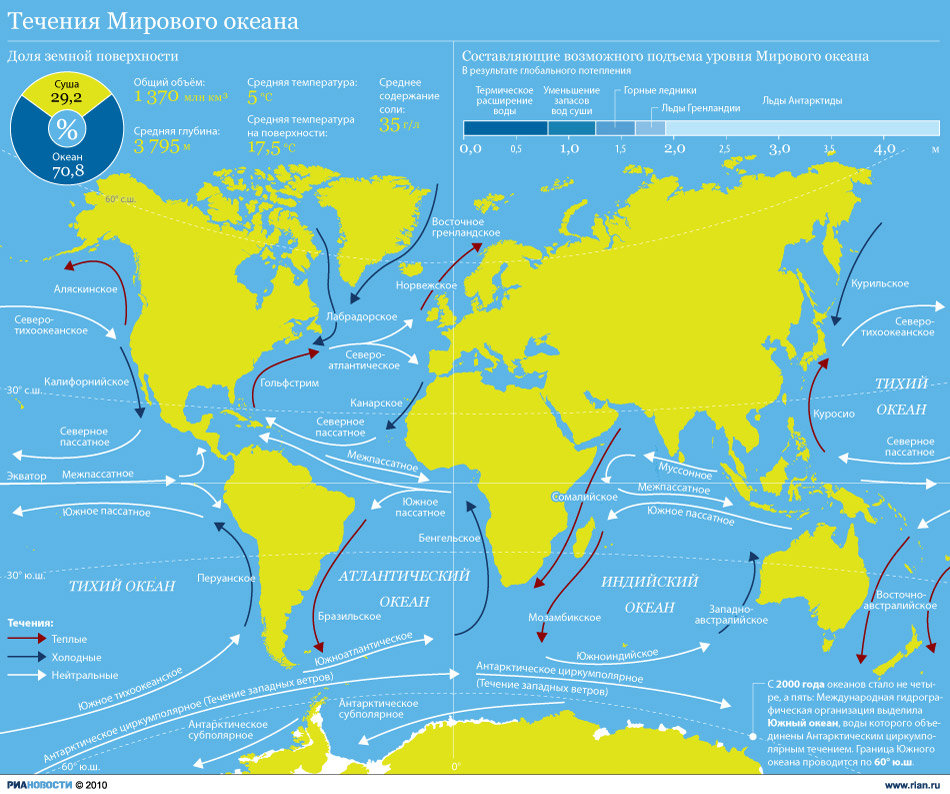 Течения Мирового океана
Доля земной поверхности
Суша
29,2
%
Океан
70,8
Общий объём:
1 370 млн км³
Средняя глубина:
3 795 м
Средняя температура:
5 °C
Средняя температура
на поверхности:
17,5 °C
Среднее
содержание
соли:
35 г/л
Составляющие возможного подъема уровня Мирового океана
В результате глобального потепления
Термическое
расширение
воды
Уменьшение
запасов
вод суши
Горные ледники
Льды Гренландии
Льды Антарктиды
0,0 0,5 1,0 1,5 2,0 3,0 3,5 4,0 м
60° с.ш.
Восточное
гренландское
Аляскинское
Норвежское
Курильское
Лабрадорское
Северо-
тихоокеанское
Северо-
тихоокеанское
Северо-
атлантическое
Калифорнийское
Гольфстрим
30° с.ш.
ТИХИЙ
ОКЕАН
Канарское
Куросио
Северное
пассатное
Северное
пассатное
Северное
пассатное
Межпассатное
Муссонное
Экватор
Межпассатное
Межпассатное
Сомалийское
Южное пассатное
Южное
пассатное
Южное пассатное
Бенгельское
30° ю.ш.
ТИХИЙ ОКЕАН
Перуанское
АТЛАНТИЧЕСКИЙ
ОКЕАН
ИНДИЙСКИЙ
ОКЕАН
Восточно-
австралийское
Бразильское
Мозамбикское
Западно-
австралийское
Течения:
Теплые
Холодные
Нейтральные
Южноатлантическое
Южноиндийское
Южное тихоокеанское
Антарктическое циркумполярное (Течение западных ветров)
Антарктическое циркумполярное
(Течение западных ветров)
Антарктическое
субполярное
Антарктическое
субполярное
С 2000 года океанов стало не четы-
ре, а пять: Международная гидрогра-
фическая организация выделила
Южный океан, воды которого объе-
динены Антарктическим циркумпо-
лярным течением. Граница Южного
океана проводится по 60° ю.ш.
60° ю.ш.
0°
РИАНОВОСТИ © 2010
www.rian.ru